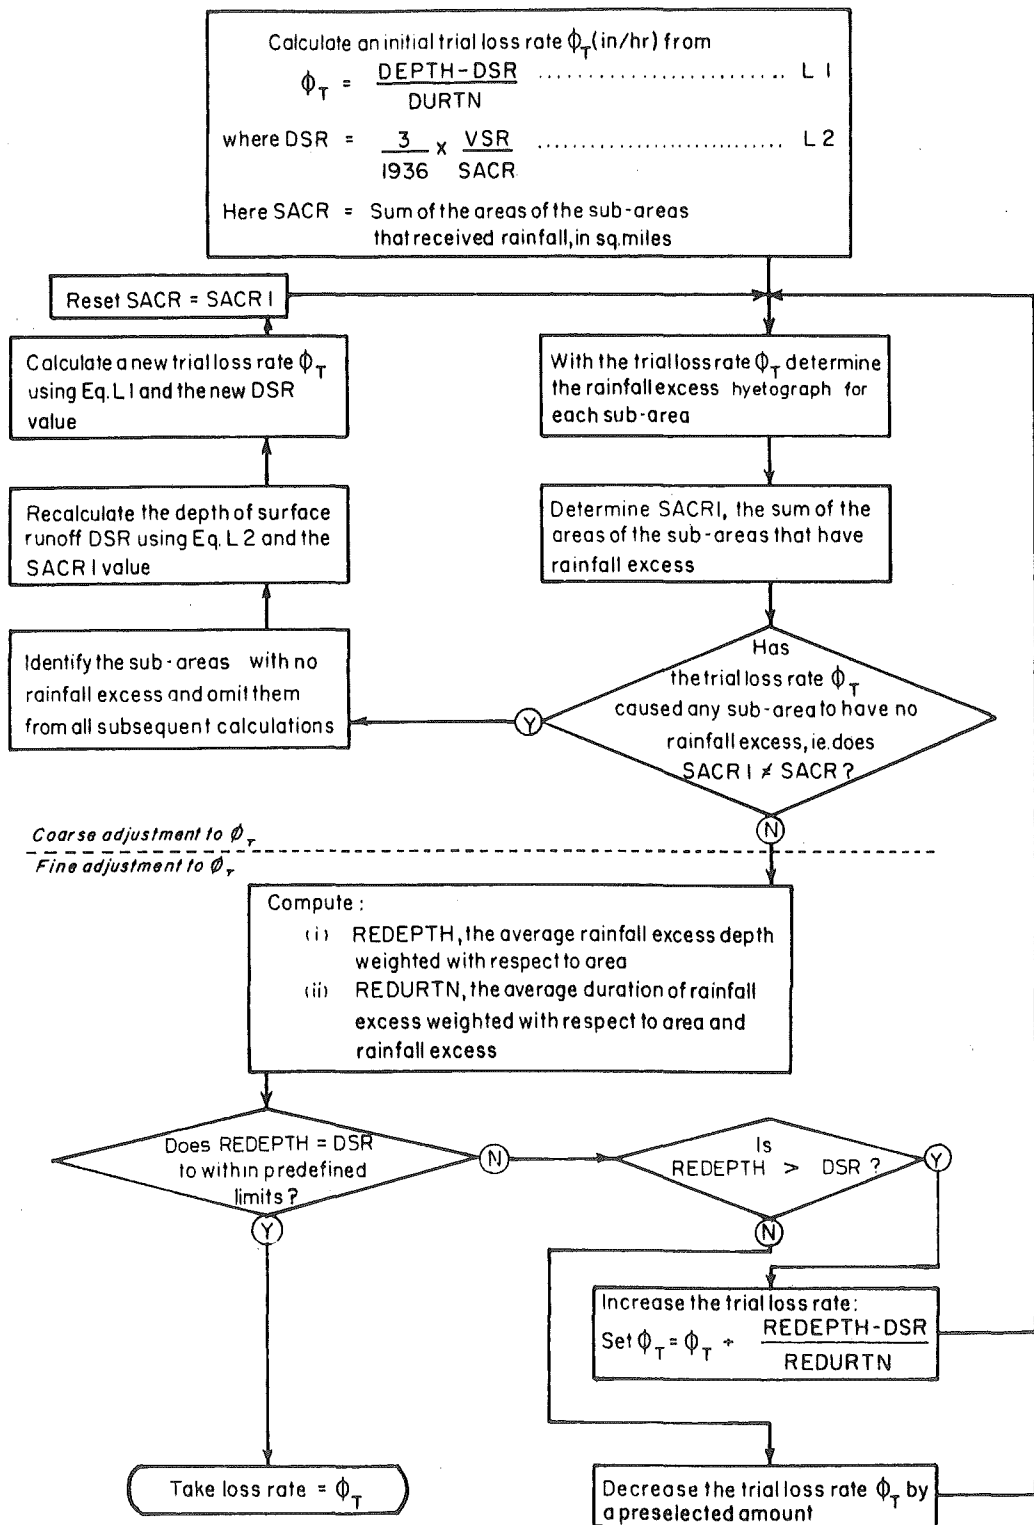 Calculate an initial trial loss rate ϕT (in/hr) from
ϕT = DEPTH-DSR / DURTN ........................ L1
where DSR = 3/1936 x VSR/SACR ........................ L2
Here SACR = Sum of the areas of the sub-areas
that received rainfall, in sq. miles
Reset SACR = SACR1
Calculate a new trial loss rate ϕT
using Eq. L1 and the new DSR
value
With the trial loss rate ϕT determine
the rainfall excess hyetograph for
each sub-area
Recalculate the depth of surface
runoff DSR using Eq. L2 and the
SACR1 value
Determine SACR1, the sum of the
areas of the sub-areas that have
rainfall excess
Identify the sub-areas with no
rainfall excess and omit them
from all subsequent calculations
Y
Has
the trial loss rate ϕT
caused any sub-area to have no
rainfall excess, ie. does
SACR1 ≠ SACR?
N
Coarse adjustment to ϕT
Fine adjustment to ϕT
Compute:
(i) REDEPTH, the average rainfall excess depth
weighted with respect to area
(ii) REDURTN, the average duration of rainfall
excess weighted with respect to area and
rainfall excess
Does REDEPTH = DSR
to within predefined
limits?
N
Y
Is
REDEPTH > DSR?
Y
N
Increase the trial loss rate:
Set ϕT = ϕT + REDEPTH-DSR / REDURTN
Take loss rate = ϕT
Decrease the trial loss rate ϕT by
a preselected amount